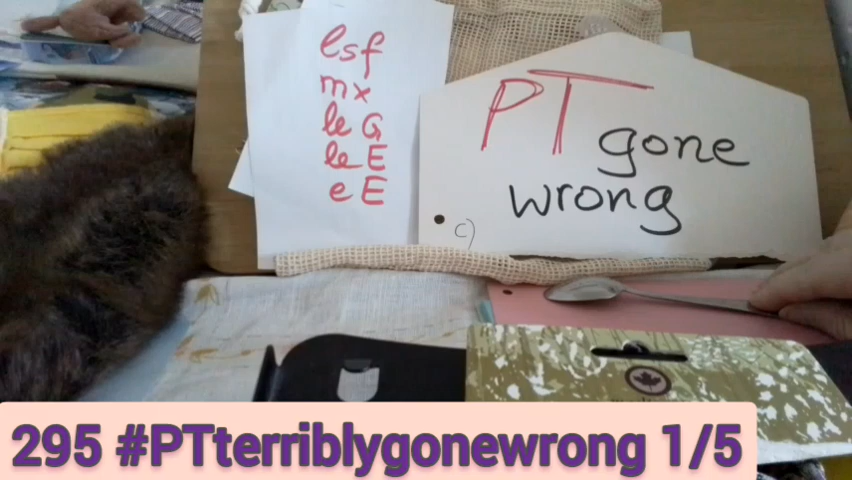 lsf
mx
le G
le E
e E
PT gone
wrong
c)
295 #PTterriblygonewrong 1/5